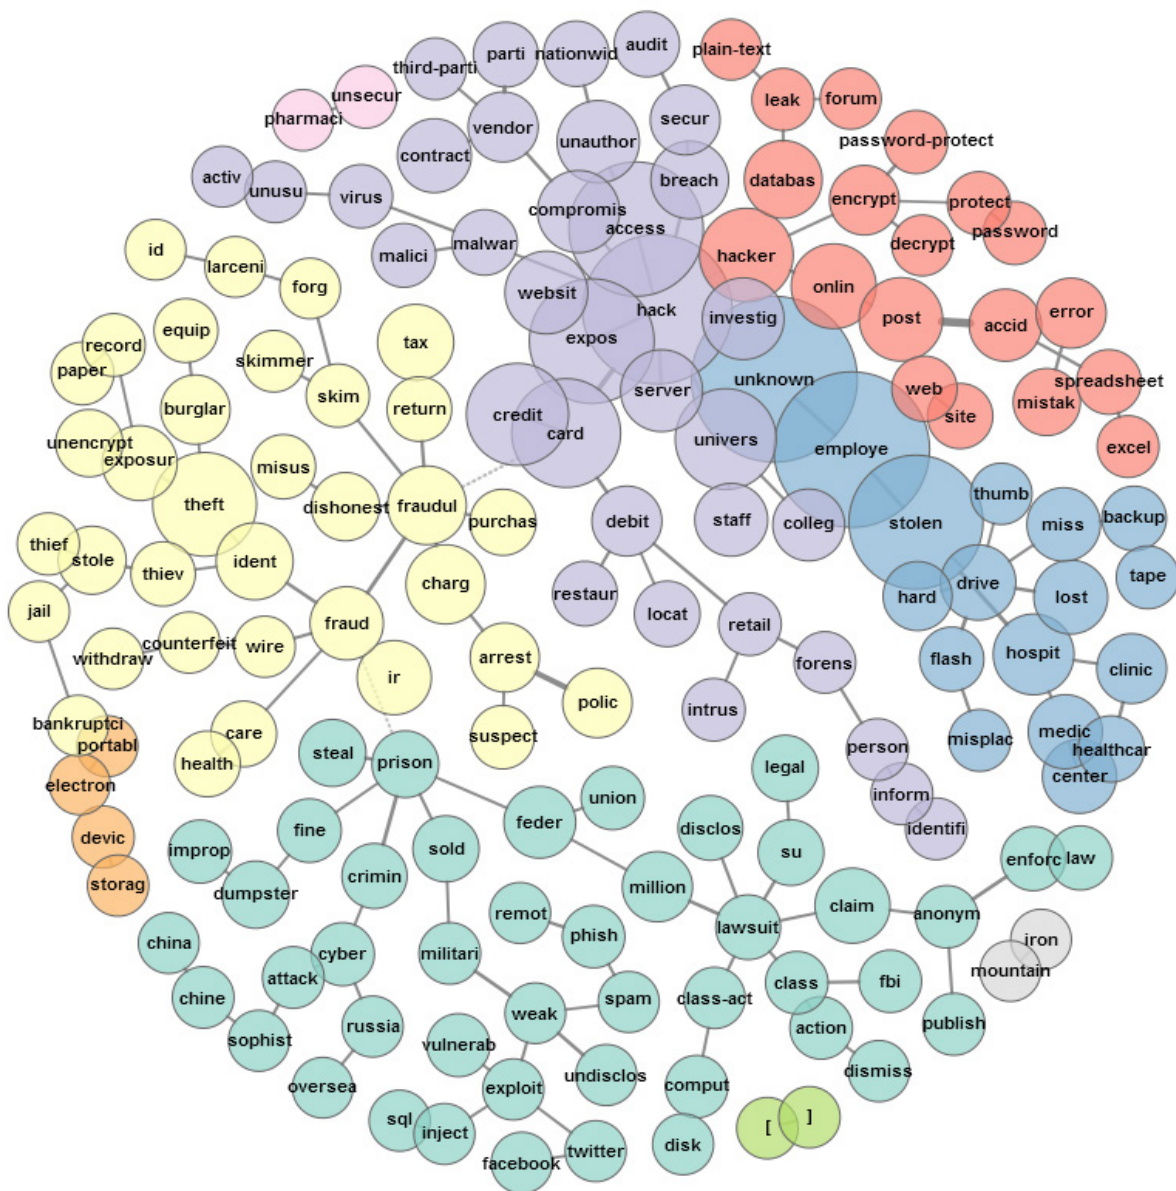 audit
plain-text
parti
nationwid
third-parti
unsecur
leak
forum
pharmaci
secur
vendor
unauthor
password-protect
contract
activ
unusu
virus
breach
databas
encrypt
protect
compromis
access
password
id
larceni
malici
malwar
hacker
decrypt
forg
websit
hack
onlin
investig
post
accid
error
equip
expos
record
tax
paper
skimmer
unknown
spreadsheet
skim
return
server
web
mistak
burglar
credit
card
site
unencrypt
exposur
misus
univers
employe
excel
theft
dishonest
fraudul
purchas
debit
staff
colleg
stolen
thumb
miss
backup
thief
stole
ident
thiev
charg
restaur
locat
hard
drive
lost
tape
jail
fraud
retail
counterfeit
wire
withdraw
arrest
forens
flash
hospit
clinic
ir
polic
intrus
bankruptci
portabl
care
suspect
person
misplac
medic
healthcar
health
steal
prison
legal
center
electron
union
inform
feder
disclos
identifi
devic
fine
sold
su
enforc
law
improp
storag
dumpster
crimin
million
claim
anonym
remot
phish
lawsuit
china
militari
iron
cyber
mountain
attack
class
fbi
chine
spam
class-act
weak
sophist
russia
action
publish
vulnerab
undisclos
dismiss
oversea
exploit
comput
sql
inject
[
]
disk
facebook
twitter